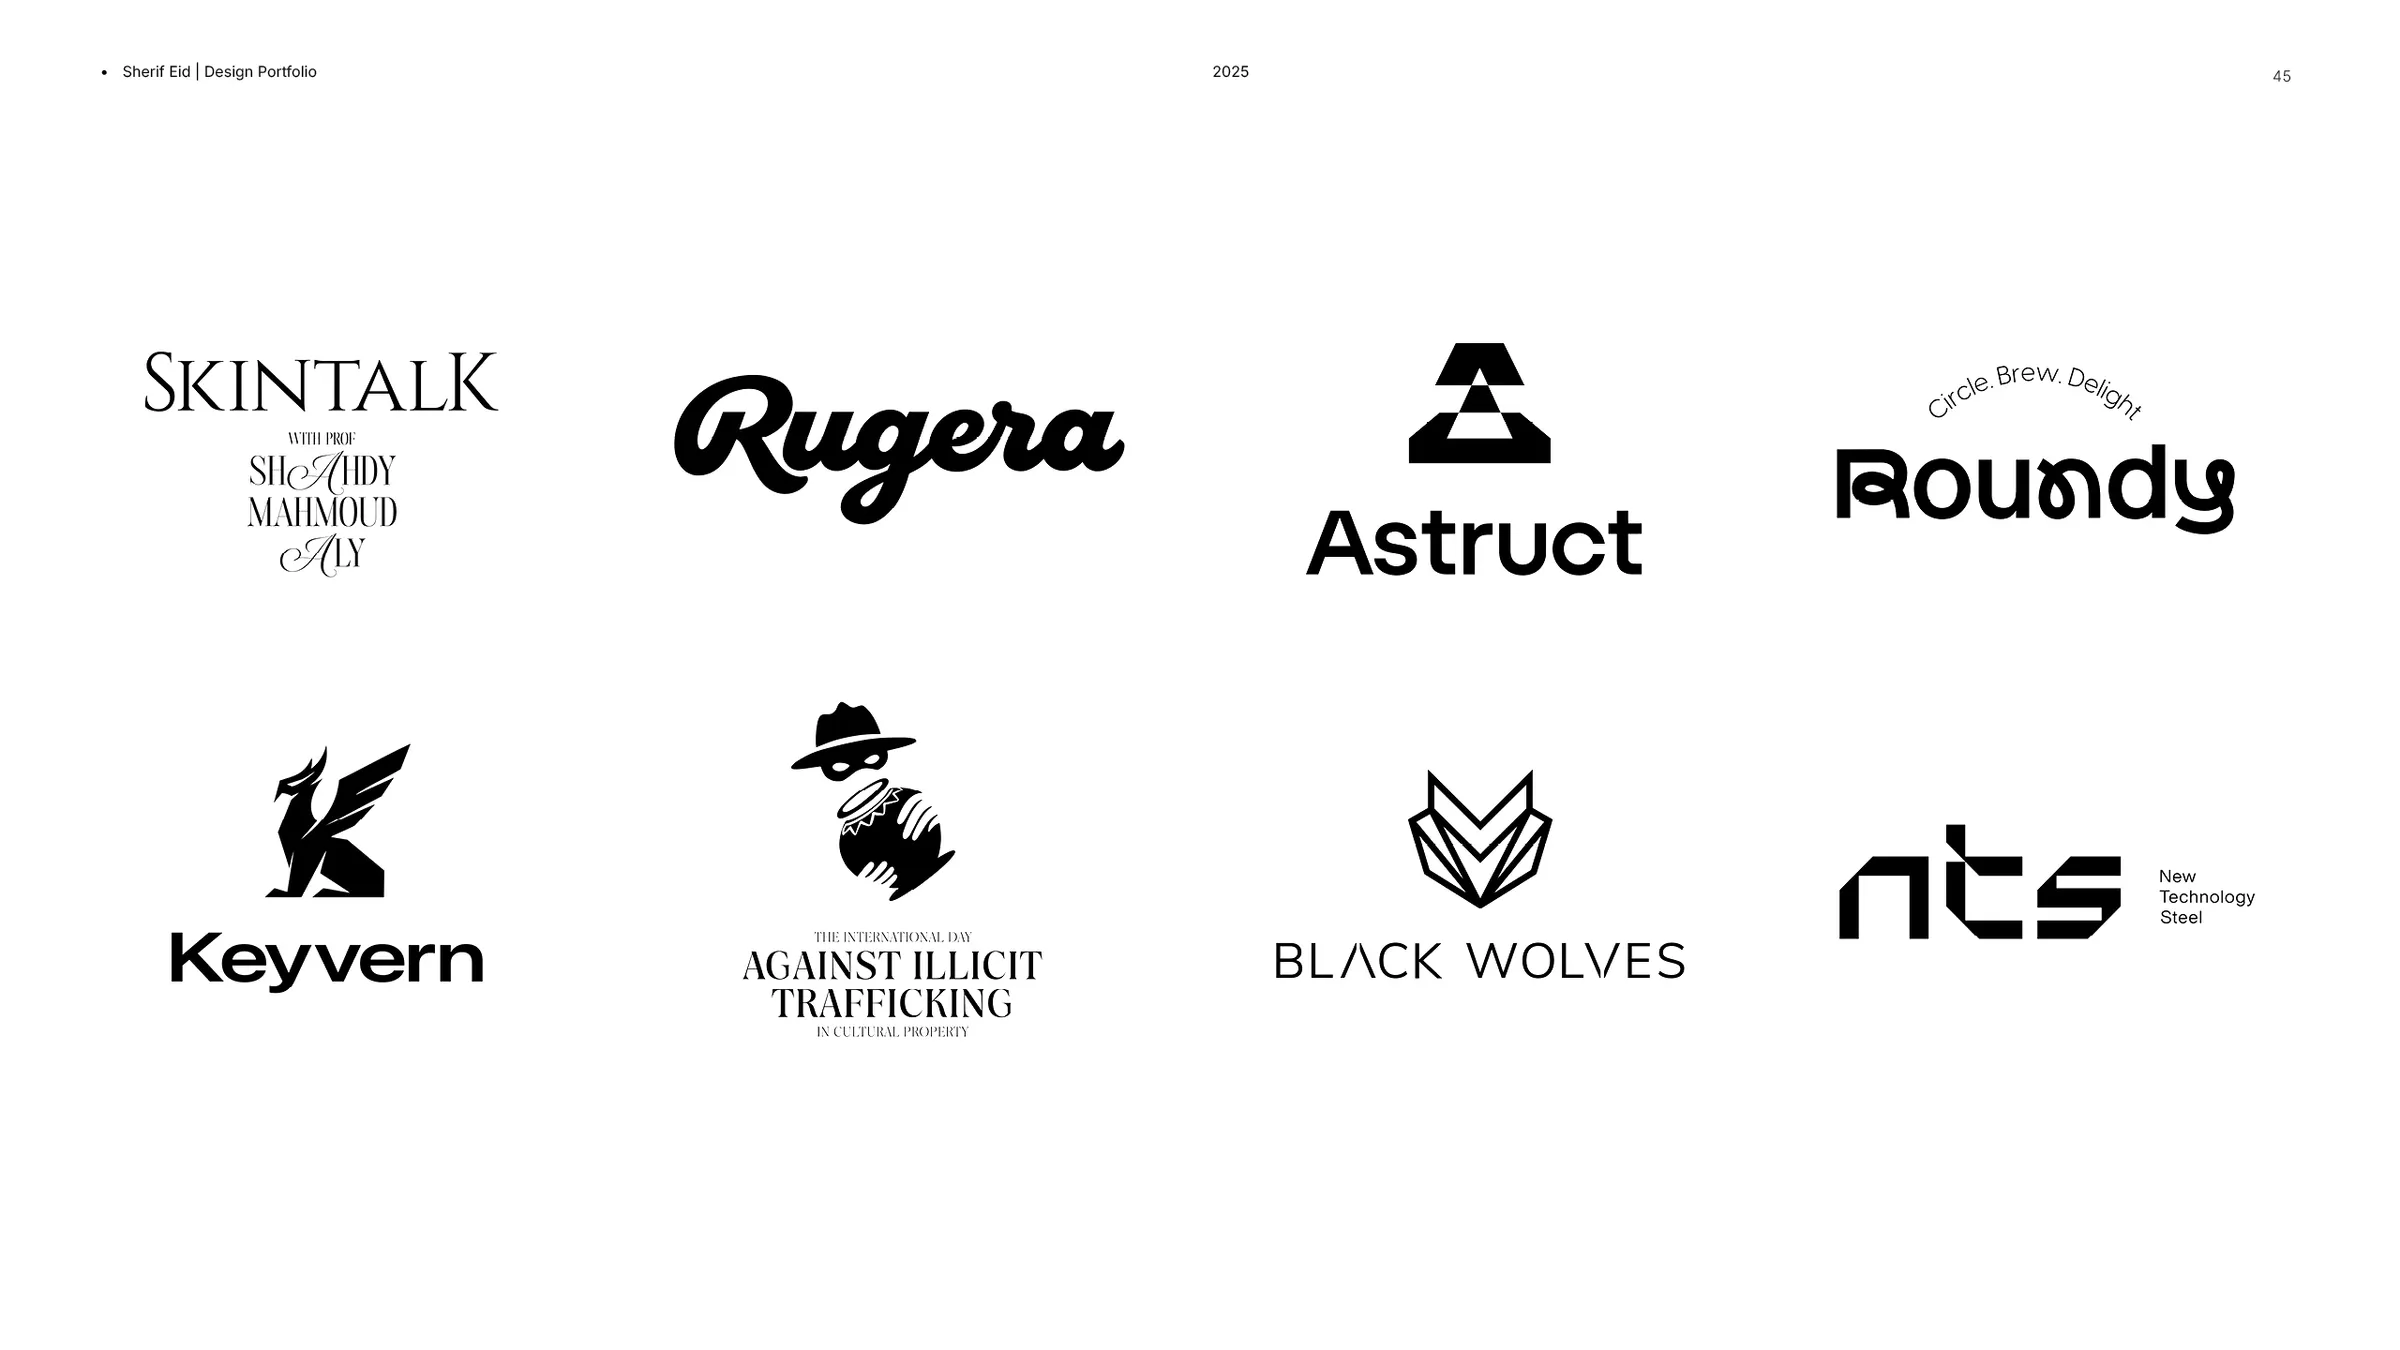 • Sherif Eid | Design Portfolio
2025
45
SKINTALK
WITH PROF
SHAHDY
MAHMOUD
ALY
Rugera
Astruct
Circle. Brew. Delight
Roundy
Keyvern
THE INTERNATIONAL DAY
AGAINST ILLICIT
TRAFFICKING
IN CULTURAL PROPERTY
BLACK WOLVES
nts
New
Technology
Steel